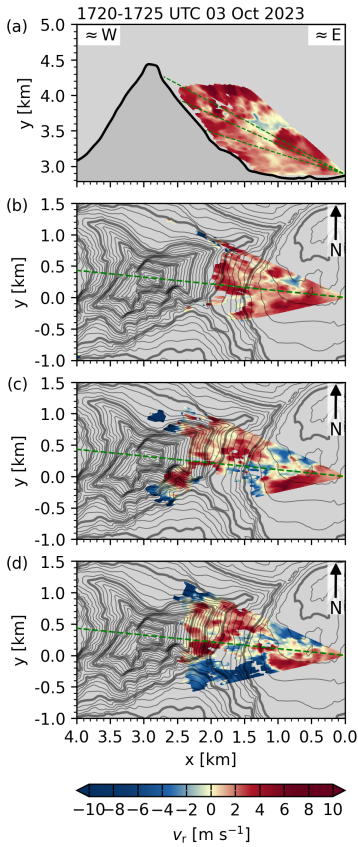 1720-1725 UTC 03 Oct 2023
(a)
≈ W
≈ E
5.0
4.5
4.0
3.5
3.0
y [km]
(b)
1.5
1.0
0.5
0.0
-0.5
-1.0
y [km]
N
(c)
1.5
1.0
0.5
0.0
-0.5
-1.0
y [km]
N
(d)
1.5
1.0
0.5
0.0
-0.5
-1.0
y [km]
N
4.0 3.5 3.0 2.5 2.0 1.5 1.0 0.5 0.0
x [km]
−10 −8 −6 −4 −2 0 2 4 6 8 10
v_r [m s⁻¹]